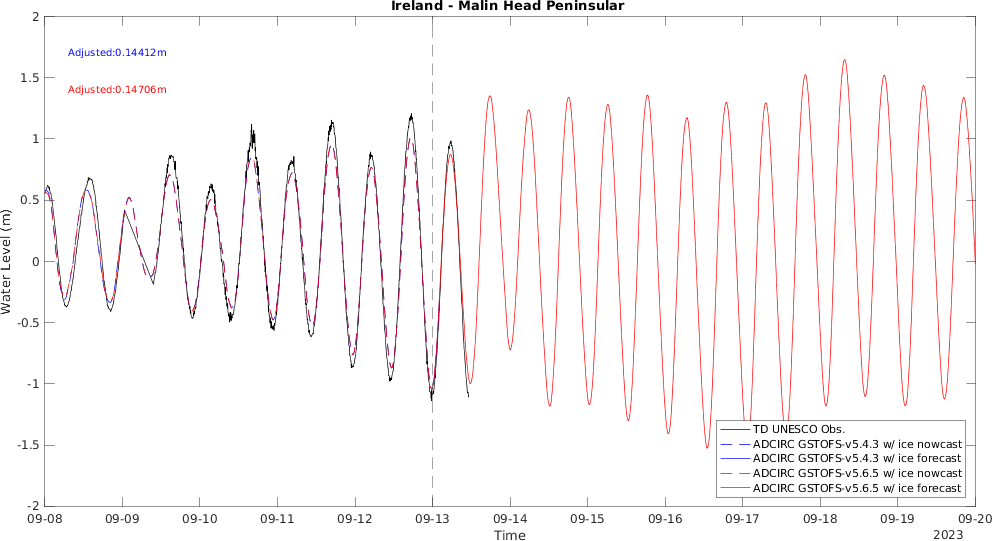 Ireland - Malin Head Peninsular
Adjusted:0.14412m
Adjusted:0.14706m
Water Level (m)
2
1.5
1
0.5
0
-0.5
-1
-1.5
-2
TD UNESCO Obs.
ADCIRC GSTOFS-v5.4.3 w/ ice nowcast
ADCIRC GSTOFS-v5.4.3 w/ ice forecast
ADCIRC GSTOFS-v5.6.5 w/ ice nowcast
ADCIRC GSTOFS-v5.6.5 w/ ice forecast
09-08 09-09 09-10 09-11 09-12 09-13 09-14 09-15 09-16 09-17 09-18 09-19 09-20
Time
2023